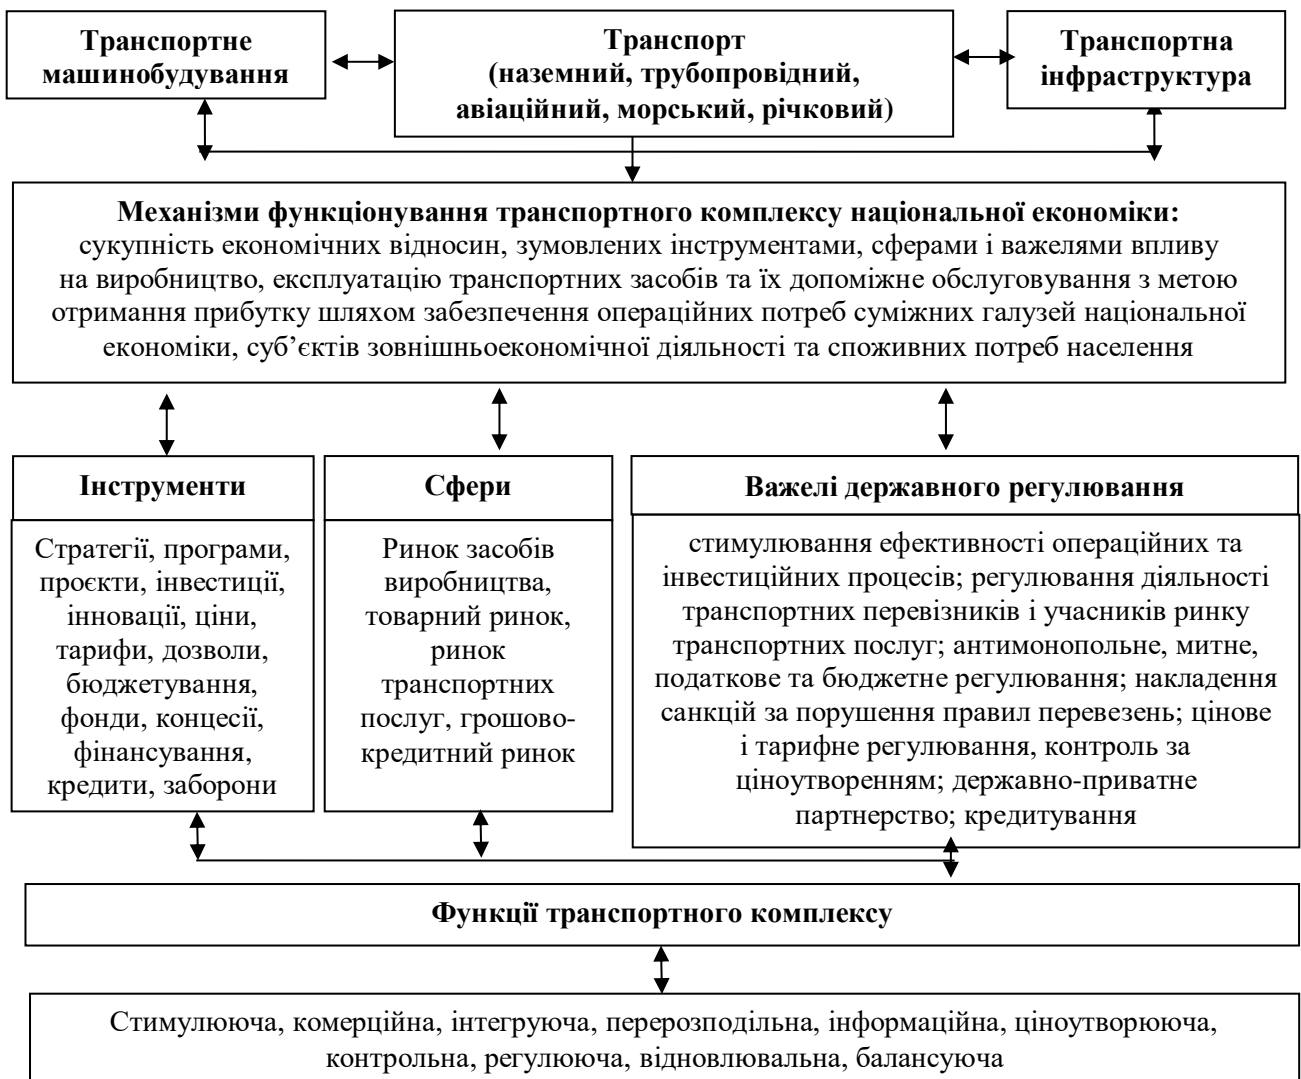 Транспортне
машинобудування
Транспорт
(наземний, трубопровідний,
авіаційний, морський, річковий)
Транспортна
інфраструктура
Механізми функціонування транспортного комплексу національної економіки:
сукупність економічних відносин, зумовлених інструментами, сферами і важелями впливу
на виробництво, експлуатацію транспортних засобів та їх допоміжне обслуговування з метою
отримання прибутку шляхом забезпечення операційних потреб суміжних галузей національної
економіки, суб’єктів зовнішньоекономічної діяльності та споживних потреб населення
Інструменти
Стратегії, програми,
проєкти, інвестиції,
інновації, ціни,
тарифи, дозволи,
бюджетування,
фонди, концесії,
фінансування,
кредити, заборони
Сфери
Ринок засобів
виробництва,
товарний ринок,
ринок
транспортних
послуг, грошово-
кредитний ринок
Важелі державного регулювання
стимулювання ефективності операційних та
інвестиційних процесів; регулювання діяльності
транспортних перевізників і учасників ринку
транспортних послуг; антимонопольне, митне,
податкове та бюджетне регулювання; накладення
санкцій за порушення правил перевезень; цінове
і тарифне регулювання, контроль за
ціноутворенням; державно-приватне
партнерство; кредитування
Функції транспортного комплексу
Стимулююча, комерційна, інтегруюча, перерозподільна, інформаційна, ціноутворююча,
контрольна, регулююча, відновлювальна, балансуюча